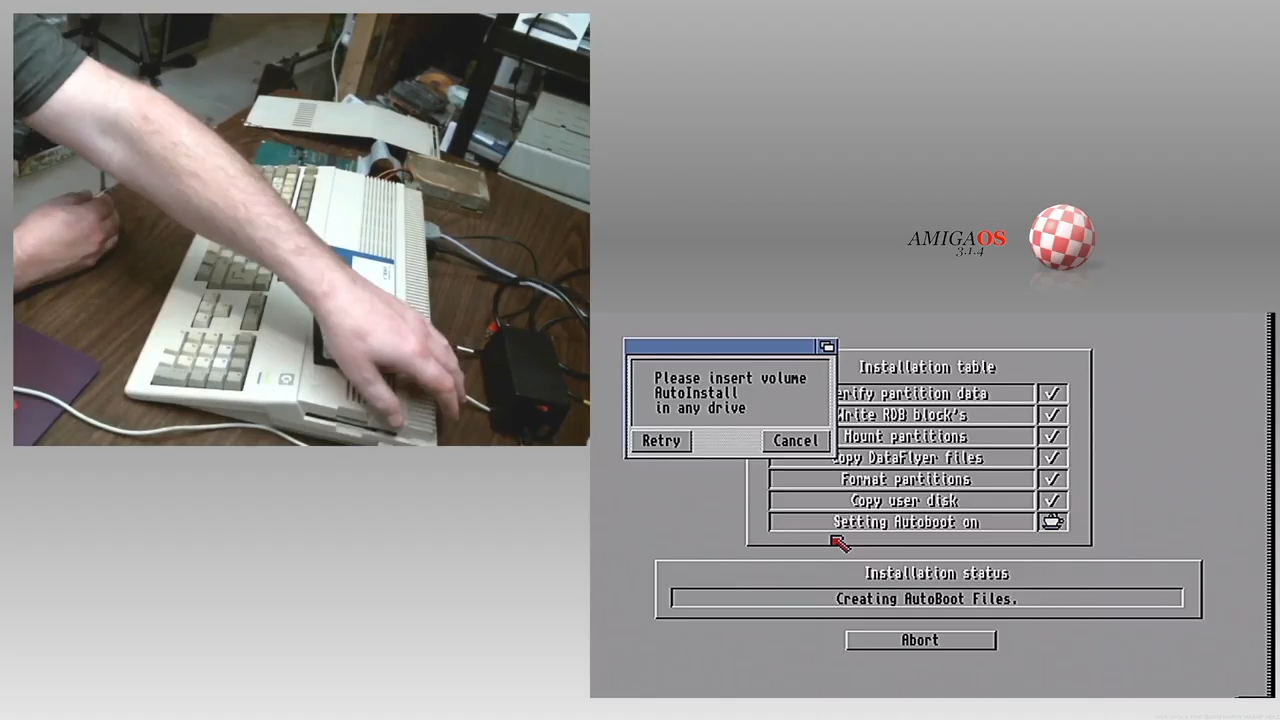 AMIGAOS
3.1.4
Please insert volume
AutoInstall
in any drive
Retry
Cancel
Installation table
erify partition data
Write RDB block's
Mount partitions
opy DataFlyer files
Format partitions
Copy user disk
Setting Autoboot on
Installation status
Creating AutoBoot Files.
Abort